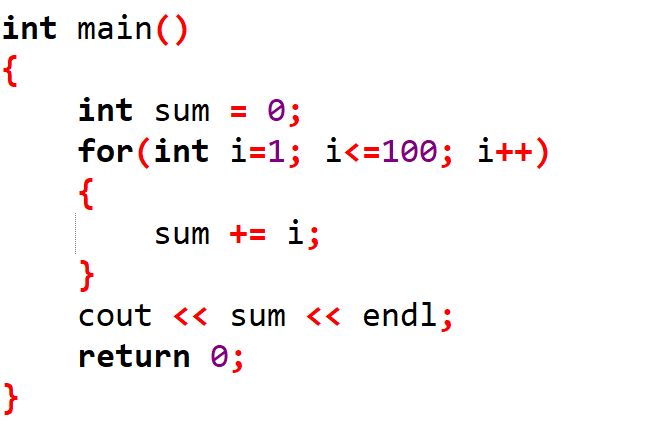 int main()
{
    int sum = 0;
    for(int i=1; i<=100; i++)
    {
        sum += i;
    }
    cout << sum << endl;
    return 0;
}